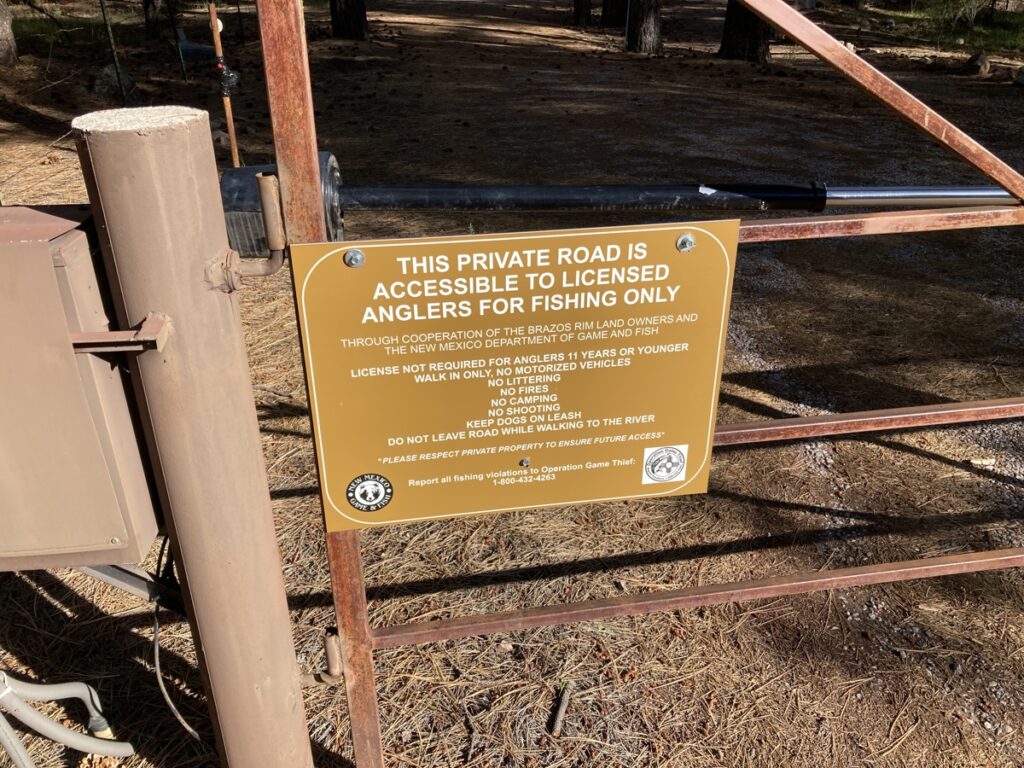 THIS PRIVATE ROAD IS
ACCESSIBLE TO LICENSED
ANGLERS FOR FISHING ONLY
THROUGH COOPERATION OF THE BRAZOS RIM LAND OWNERS AND
THE NEW MEXICO DEPARTMENT OF GAME AND FISH
LICENSE NOT REQUIRED FOR ANGLERS 11 YEARS OR YOUNGER
WALK IN ONLY, NO MOTORIZED VEHICLES
NO LITTERING
NO FIRES
NO CAMPING
NO SHOOTING
KEEP DOGS ON LEASH
DO NOT LEAVE ROAD WHILE WALKING TO THE RIVER
*PLEASE RESPECT PRIVATE PROPERTY TO ENSURE FUTURE ACCESS*
Report all fishing violations to Operation Game Thief:
1-800-432-4263
NEW MEXICO
GAME & FISH